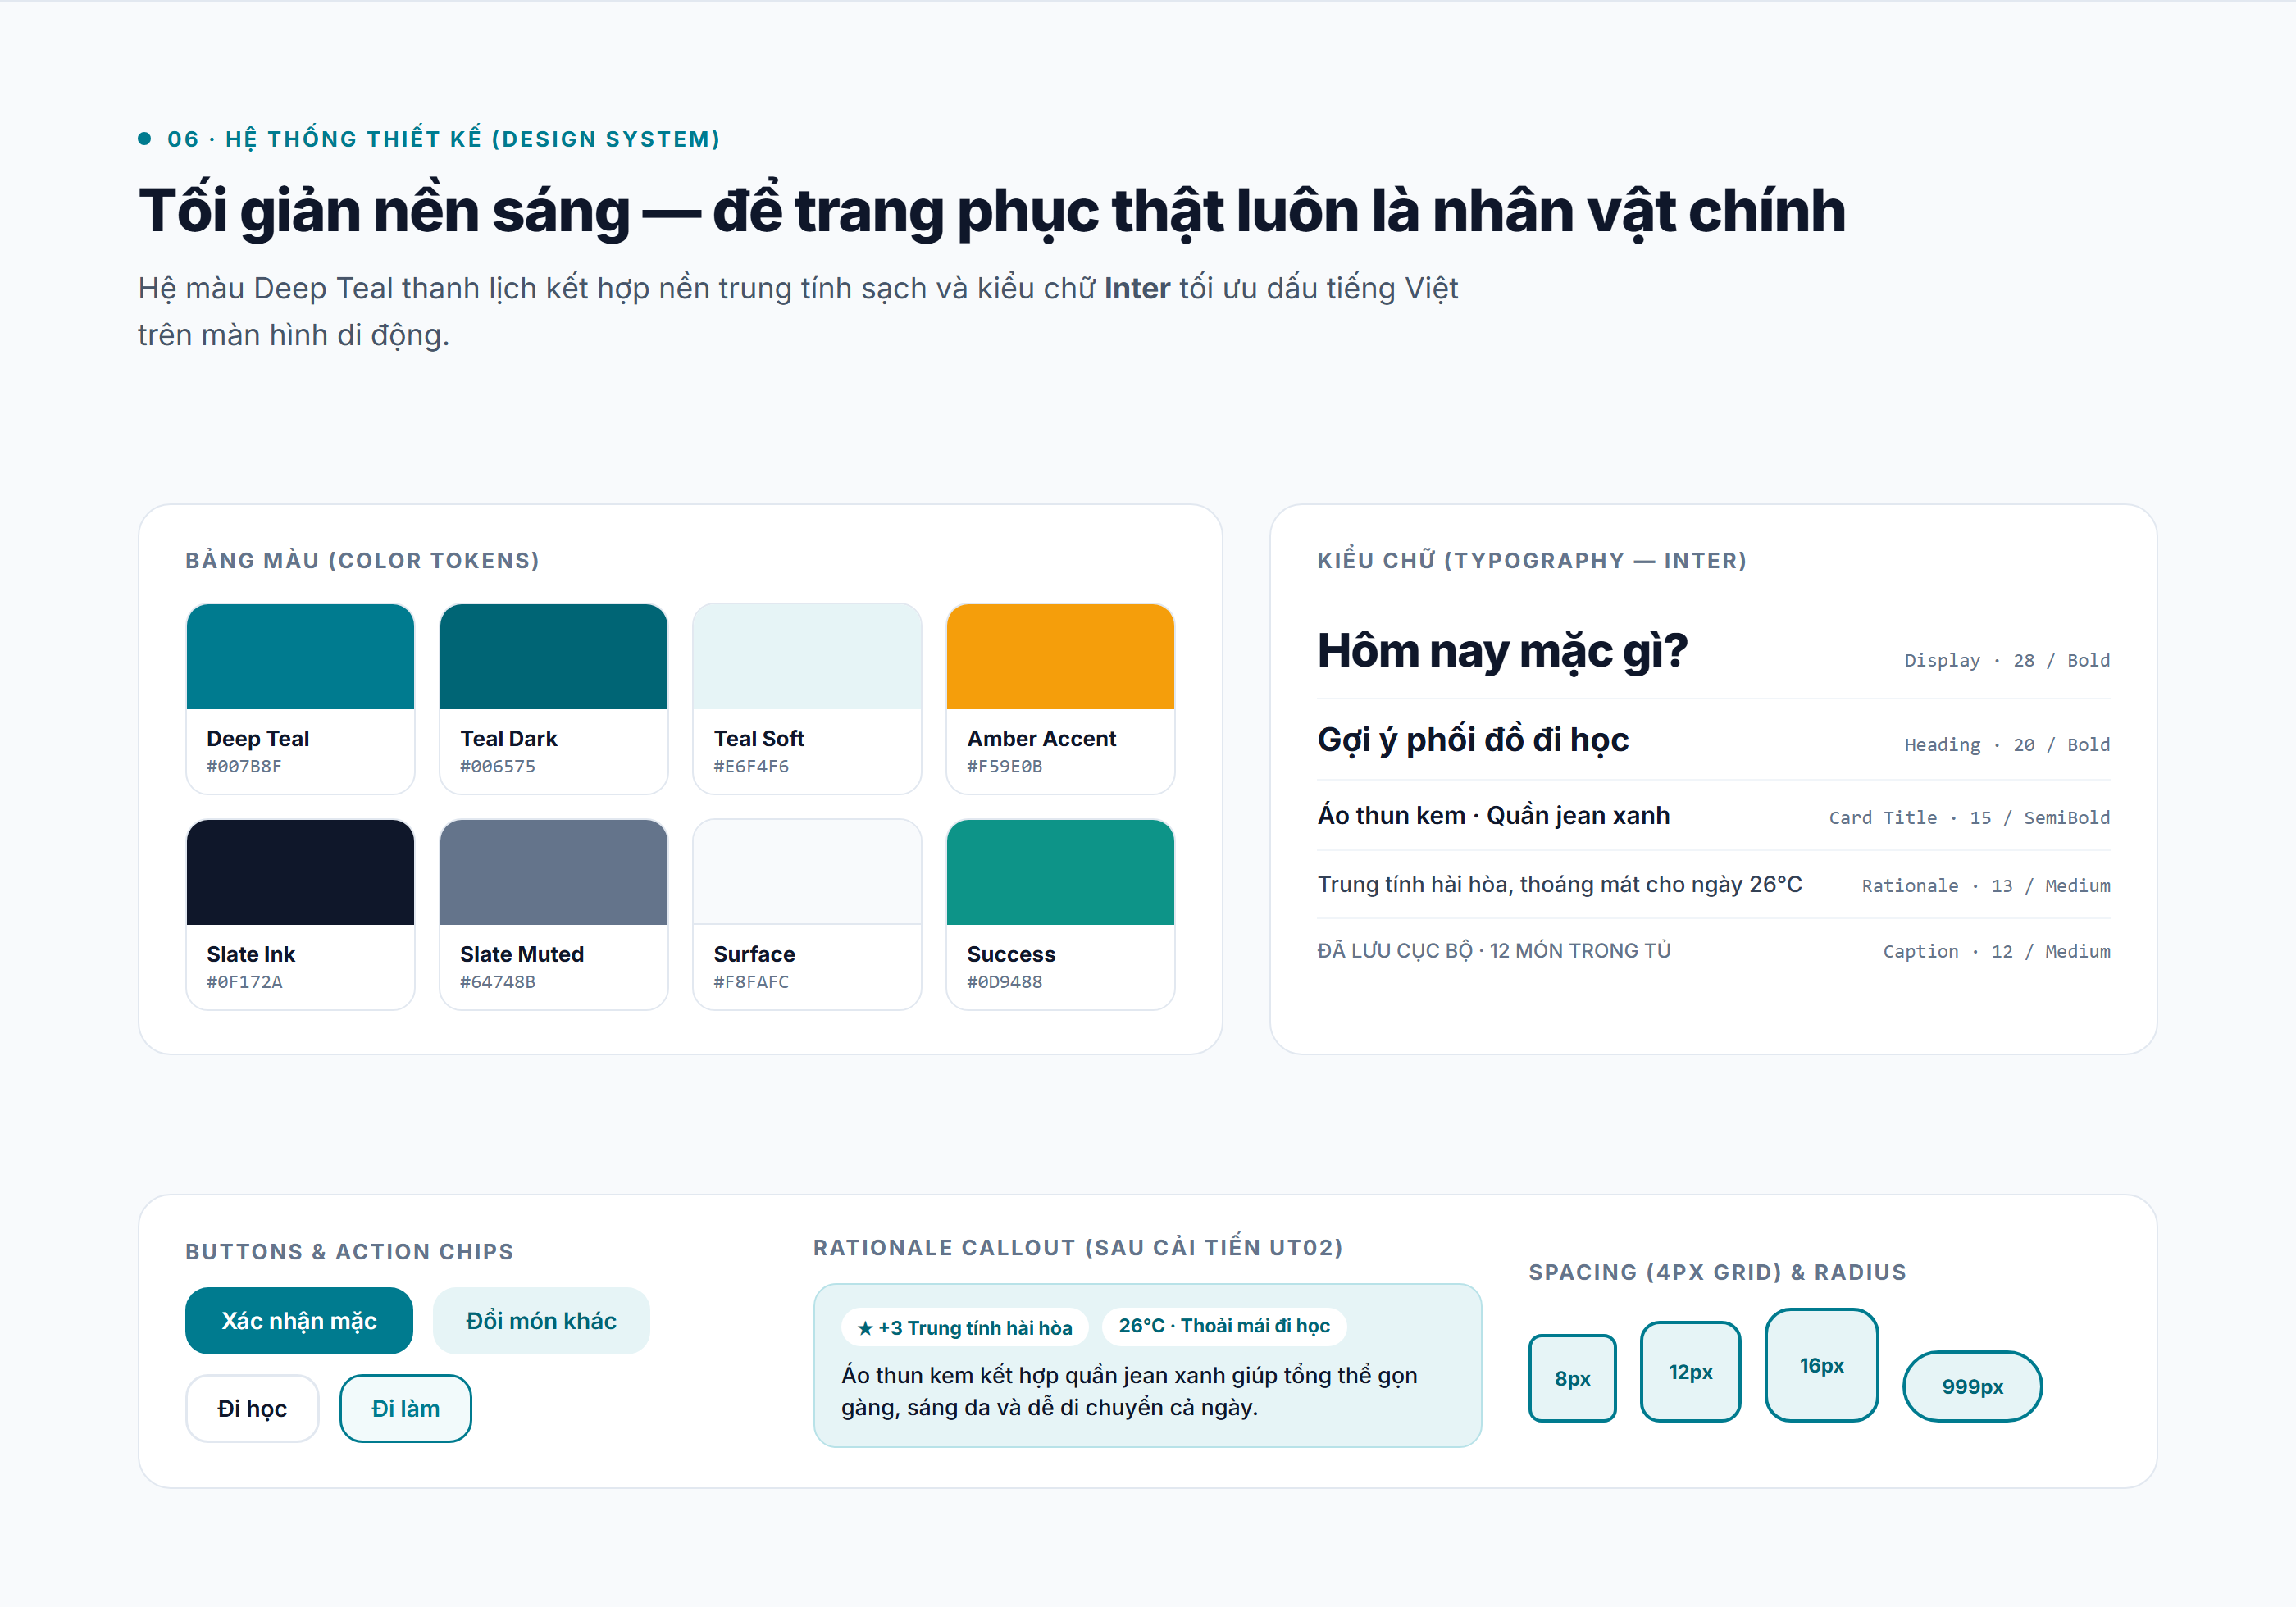 06 · HỆ THỐNG THIẾT KẾ (DESIGN SYSTEM)
Tối giản nền sáng — để trang phục thật luôn là nhân vật chính
Hệ màu Deep Teal thanh lịch kết hợp nền trung tính sạch và kiểu chữ Inter tối ưu dấu tiếng Việt
trên màn hình di động.
BẢNG MÀU (COLOR TOKENS)
Deep Teal
#007B8F
Teal Dark
#006575
Teal Soft
#E6F4F6
Amber Accent
#F59E0B
Slate Ink
#0F172A
Slate Muted
#64748B
Surface
#F8FAFC
Success
#0D9488
KIỂU CHỮ (TYPOGRAPHY — INTER)
Hôm nay mặc gì?
Display · 28 / Bold
Gợi ý phối đồ đi học
Heading · 20 / Bold
Áo thun kem · Quần jean xanh
Card Title · 15 / SemiBold
Trung tính hài hòa, thoáng mát cho ngày 26°C
Rationale · 13 / Medium
ĐÃ LƯU CỤC BỘ · 12 MÓN TRONG TỦ
Caption · 12 / Medium
BUTTONS & ACTION CHIPS
Xác nhận mặc
Đổi món khác
Đi học
Đi làm
RATIONALE CALLOUT (SAU CẢI TIẾN UT02)
★ +3 Trung tính hài hòa
26°C · Thoải mái đi học
Áo thun kem kết hợp quần jean xanh giúp tổng thể gọn
gàng, sáng da và dễ di chuyển cả ngày.
SPACING (4PX GRID) & RADIUS
8px
12px
16px
999px